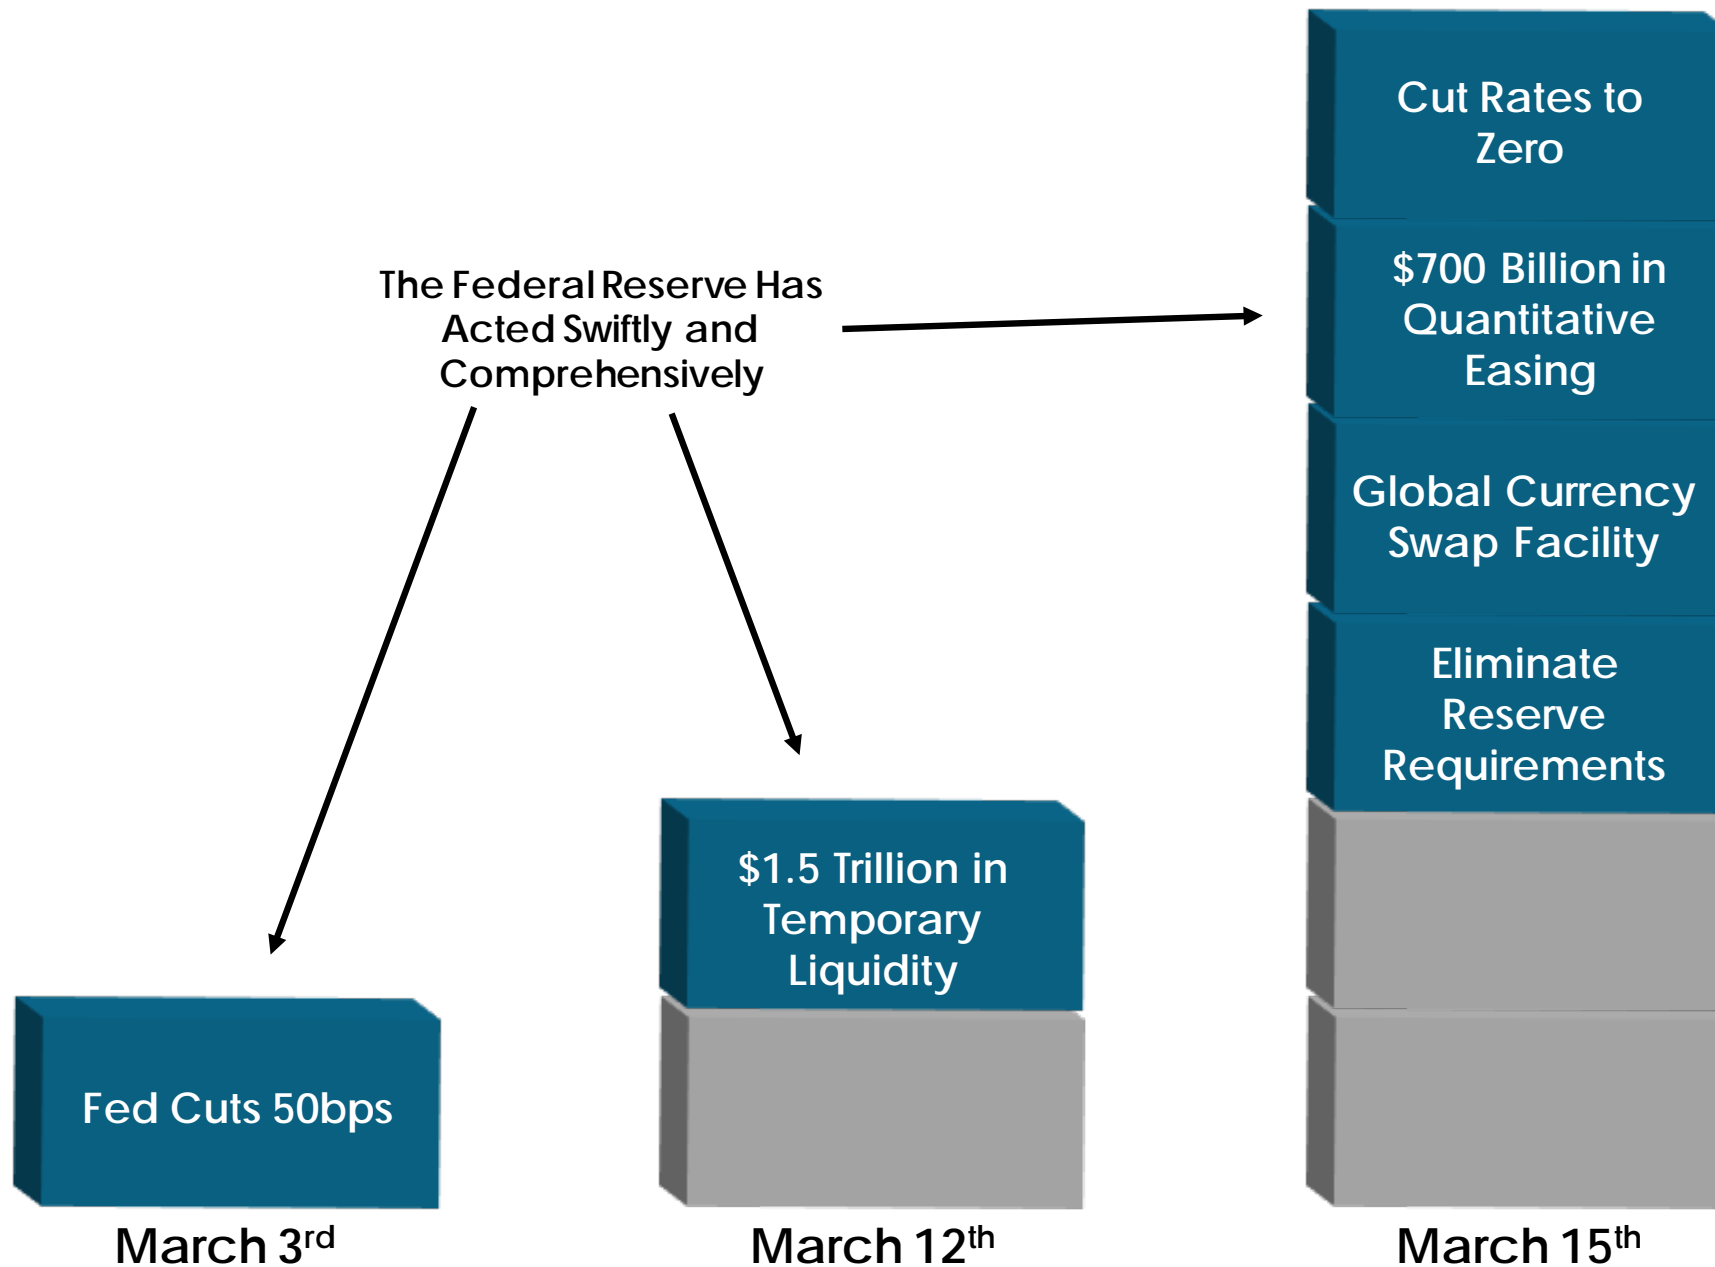 The Federal Reserve Has
Acted Swiftly and
Comprehensively
Cut Rates to
Zero
$700 Billion in
Quantitative
Easing
Global Currency
Swap Facility
Eliminate
Reserve
Requirements
$1.5 Trillion in
Temporary
Liquidity
Fed Cuts 50bps
March 3rd
March 12th
March 15th